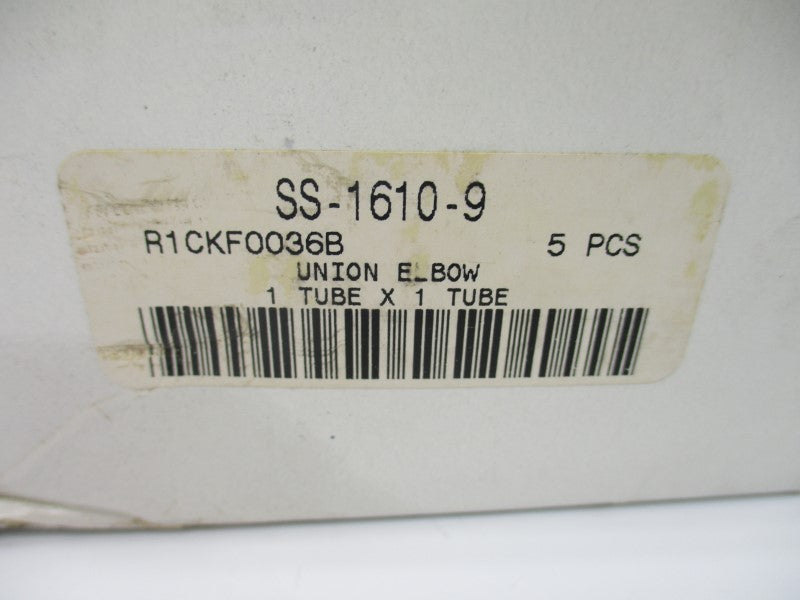 SS-1610-9
R1CKF0036B 5 PCS
UNION ELBOW
1 TUBE X 1 TUBE